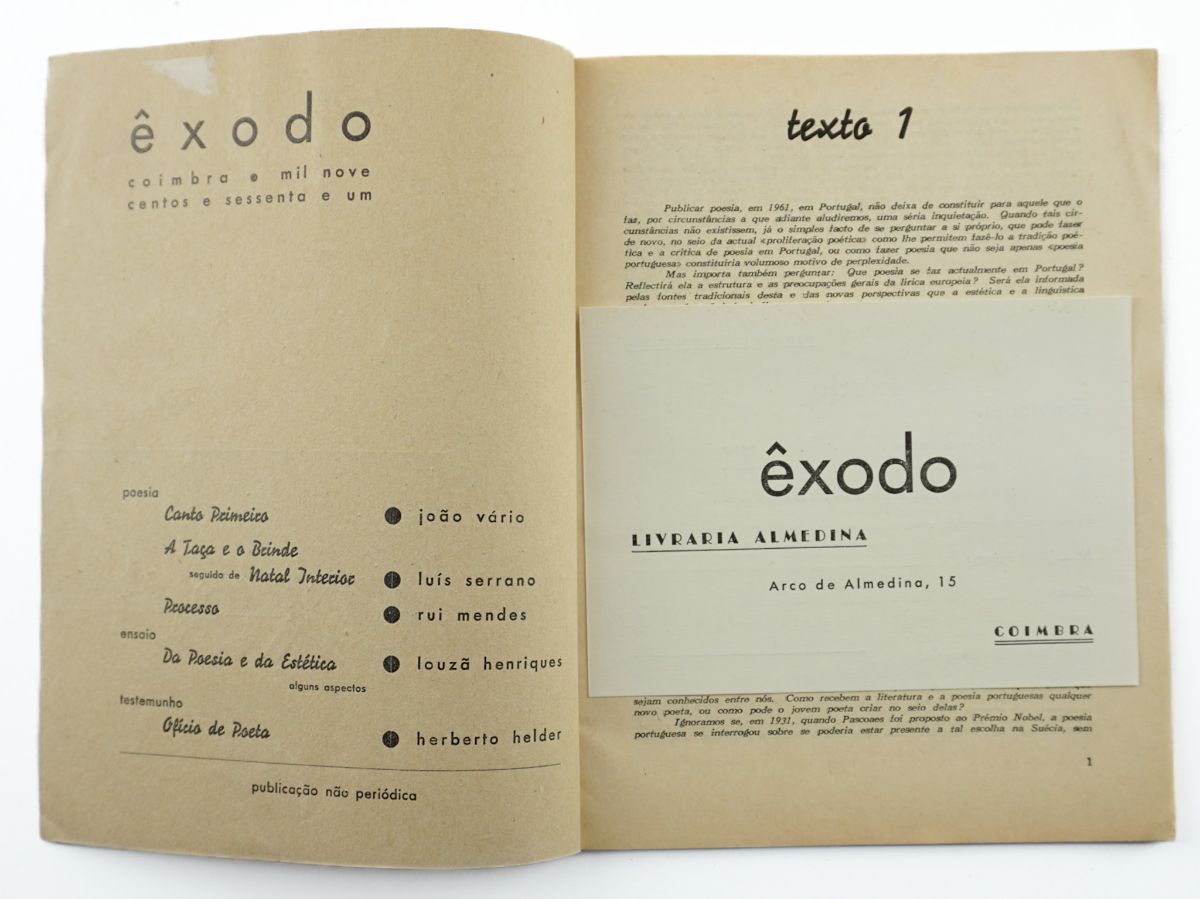 êxodo
coimbra • mil nove
centos e sessenta e um
poesia
Canto Primeiro ● joão vário
A Taça e o Brinde
seguido de Natal Interior ● luís serrano
Processo ● rui mendes
ensaio
Da Poesia e da Estética ● louzã henriques
alguns aspectos
testemunho
Ofício de Poeta ● herberto helder
publicação não periódica
texto 1
Publicar poesia, em 1961, em Portugal, não deixa de constituir para aquele que o
faz, por circunstâncias a que adiante aludiremos, uma séria inquietação. Quando tais cir-
cunstâncias não existissem, já o simples facto de se perguntar a si próprio, que pode fazer
de novo, no seio da actual «proliferação poética» como lhe permitem fazê-lo a tradição poé-
tica e a crítica de poesia em Portugal, ou como fazer poesia que não seja apenas «poesia
portuguesa» constituiria volumoso motivo de perplexidade.
Mas importa também perguntar: Que poesia se faz actualmente em Portugal?
Reflectirá ela a estrutura e as preocupações gerais da lírica europeia? Será ela informada
pelas fontes tradicionais desta e das novas perspectivas que a estética e a linguística
êxodo
LIVRARIA ALMEDINA
Arco de Almedina, 15
COIMBRA
sejam conhecidos entre nós. Como recebem a literatura e a poesia portuguesas qualquer
novo poeta, ou como pode o jovem poeta criar no seio delas?
Ignoramos se, em 1931, quando Pascoaes foi proposto ao Prémio Nobel, a poesia
portuguesa se interrogou sobre se poderia estar presente a tal escolha na Suécia, sem
1